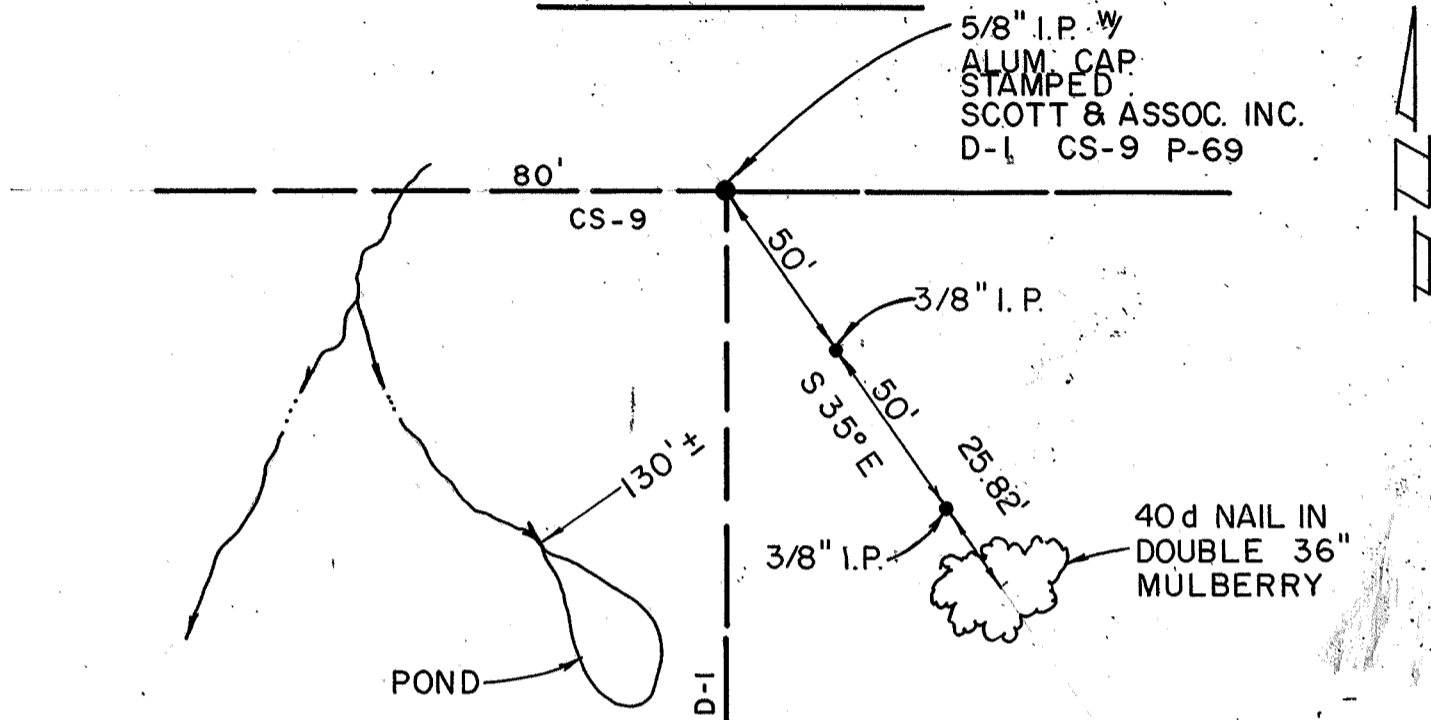 5/8" I.P. W/
ALUM. CAP
STAMPED :
SCOTT & ASSOC. INC.
D-1 CS-9 P-69
80'
CS-9
50'
3/8" I.P.
50'
S 35° E
25.82'
130'±
3/8" I.P.
40d NAIL IN
DOUBLE 36"
MULBERRY
POND
D-1
N